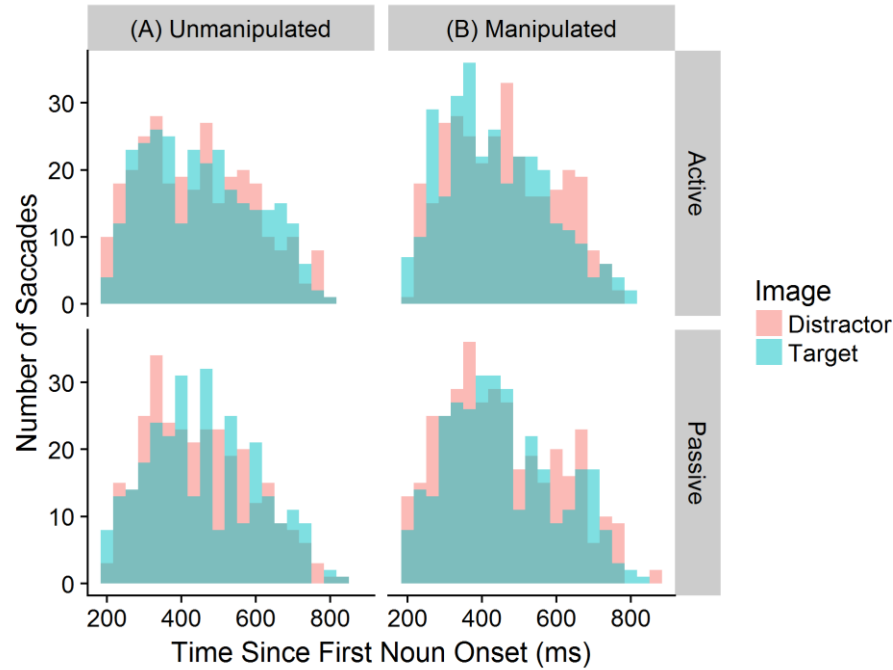 (A) Unmanipulated
(B) Manipulated
30
20
10
0
Active
30
20
10
0
Passive
Number of Saccades
200 400 600 800
200 400 600 800
Time Since First Noun Onset (ms)
Image
Distractor
Target